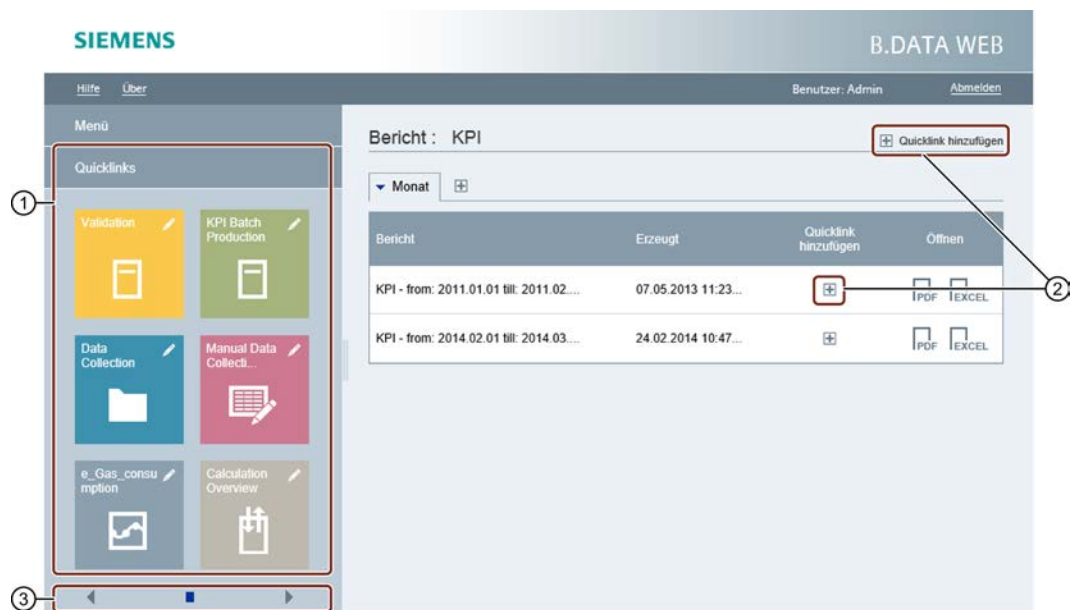 SIEMENS
B.DATA WEB
Hilfe Über Benutzer: Admin Abmelden
Menü
Quicklinks
Validation
KPI Batch
Production
Data
Collection
Manual Data
Collecti...
e_Gas_consu
mption
Calculation
Overview
Bericht : KPI
Quicklink hinzufügen
Monat
Bericht Erzeugt Quicklink
hinzufügen Öffnen
KPI - from: 2011.01.01 till: 2011.02.... 07.05.2013 11:23... PDF EXCEL
KPI - from: 2014.02.01 till: 2014.03.... 24.02.2014 10:47... PDF EXCEL
1
2
3